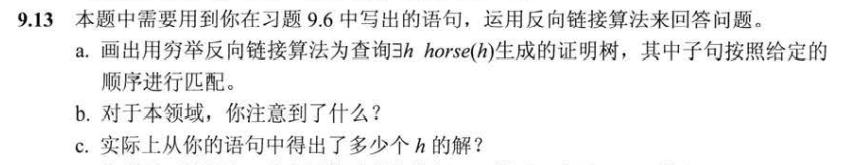 9.13 本题中需要用到你在习题 9.6 中写出的语句，运用反向链接算法来回答问题。
a. 画出用穷举反向链接算法为查询∃h horse(h)生成的证明树，其中子句按照给定的
顺序进行匹配。
b. 对于本领域，你注意到了什么？
c. 实际上从你的语句中得出了多少个 h 的解？